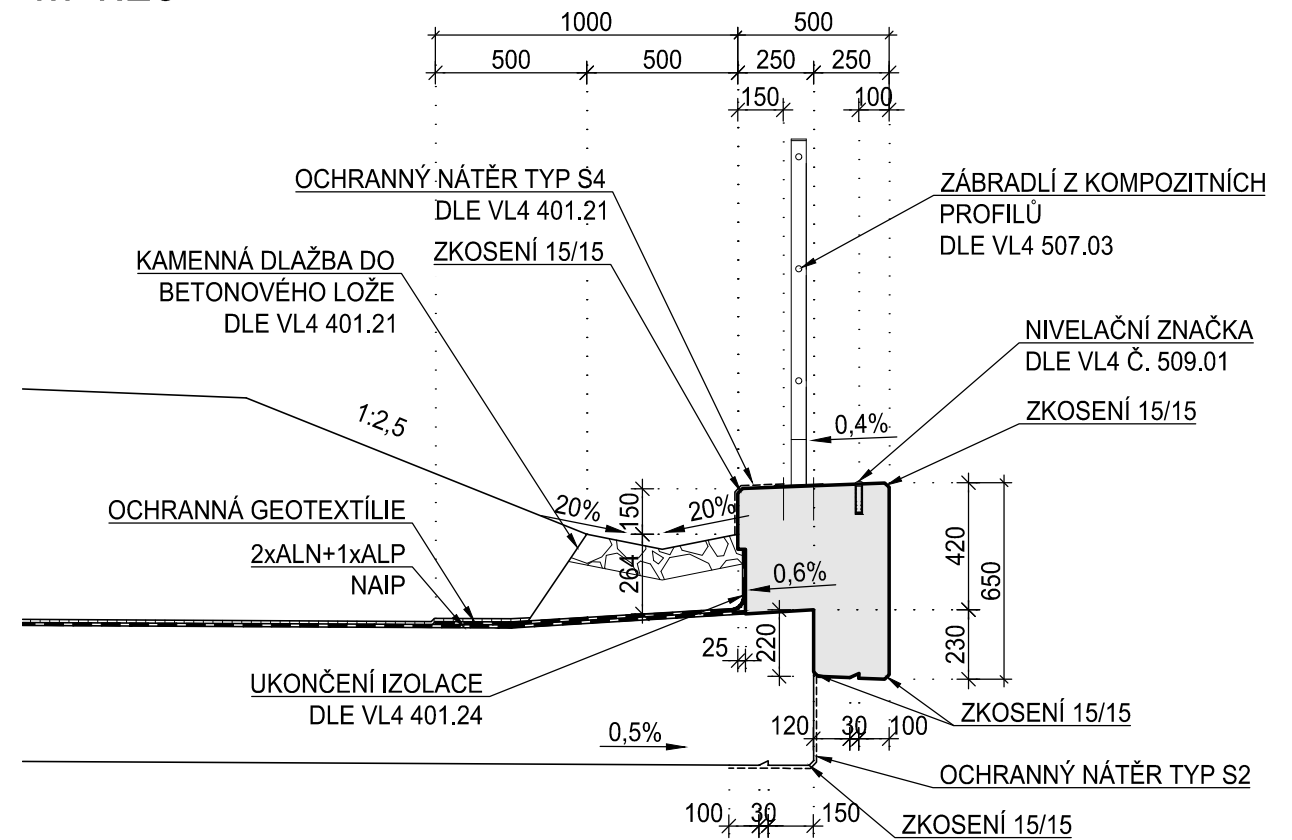 1000
500
500
500
250
250
150
100
OCHRANNÝ NÁTĚR TYP S4
DLE VL4 401.21
ZKOSENÍ 15/15
KAMENNÁ DLAŽBA DO
BETONOVÉHO LOŽE
DLE VL4 401.21
ZÁBRADLÍ Z KOMPOZITNÍCH
PROFILŮ
DLE VL4 507.03
NIVELAČNÍ ZNAČKA
DLE VL4 Č. 509.01
ZKOSENÍ 15/15
1:2,5
0,4%
20%
150
20%
OCHRANNÁ GEOTEXTÍLIE
2xALN+1xALP
NAIP
264
0,6%
420
650
25
220
230
UKONČENÍ IZOLACE
DLE VL4 401.24
0,5%
120
30
100
ZKOSENÍ 15/15
OCHRANNÝ NÁTĚR TYP S2
100
30
150
ZKOSENÍ 15/15